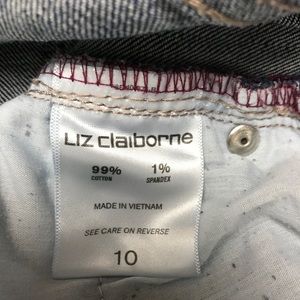 LIZ claiborne
99% 1%
COTTON SPANDEX
MADE IN VIETNAM
SEE CARE ON REVERSE
10